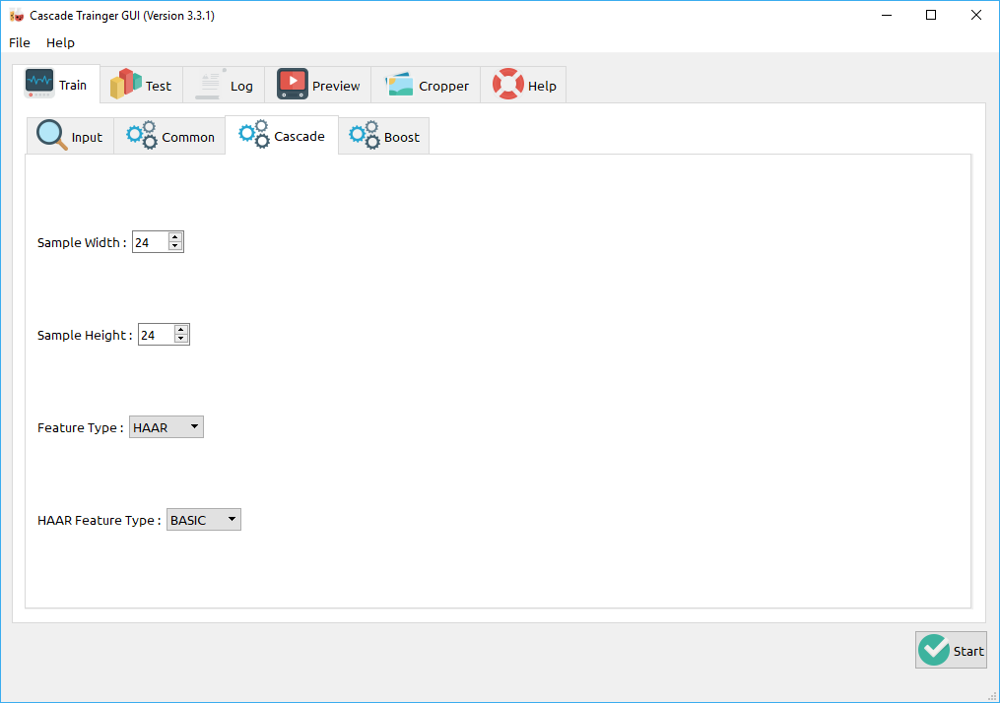 Cascade Trainger GUI (Version 3.3.1)
File Help
Train Test Log Preview Cropper Help
Input Common Cascade Boost
Sample Width : 24
Sample Height : 24
Feature Type : HAAR
HAAR Feature Type : BASIC
Start